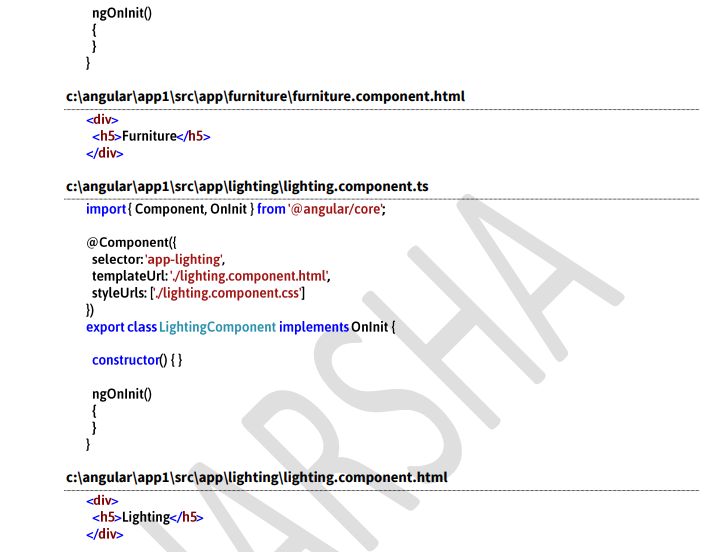 ngOnInit()
{
}
}
c:\angular\app1\src\app\furniture\furniture.component.html
<div>
<h5>Furniture</h5>
</div>
c:\angular\app1\src\app\lighting\lighting.component.ts
import { Component, OnInit } from '@angular/core';
@Component({
selector: 'app-lighting',
templateUrl: './lighting.component.html',
styleUrls: ['./lighting.component.css']
})
export class LightingComponent implements OnInit {
constructor() { }
ngOnInit()
{
}
}
c:\angular\app1\src\app\lighting\lighting.component.html
<div>
<h5>Lighting</h5>
</div>
ARSHA